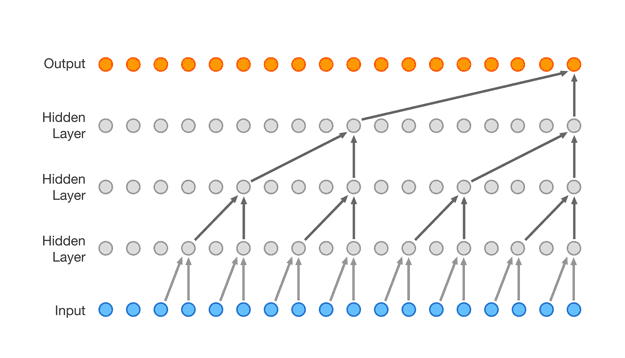 Output
Hidden
Layer
Hidden
Layer
Hidden
Layer
Input